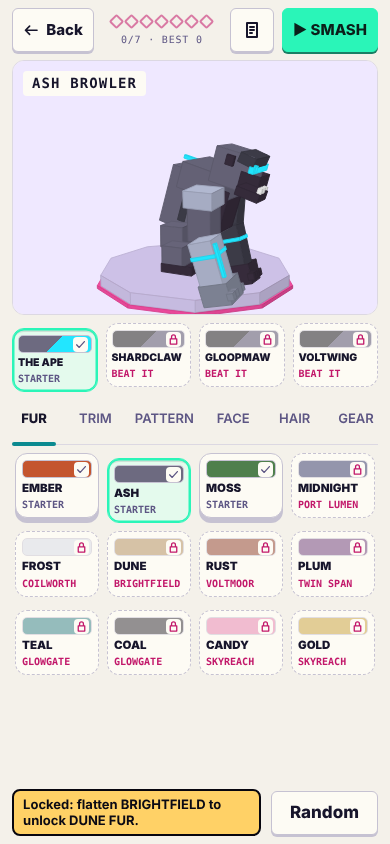 ← Back
0/7 · BEST 0
▶ SMASH
ASH BROWLER
THE APE
STARTER
SHARDCLAW
BEAT IT
GLOOPMAW
BEAT IT
VOLTWING
BEAT IT
FUR TRIM PATTERN FACE HAIR GEAR
EMBER
STARTER
ASH
STARTER
MOSS
STARTER
MIDNIGHT
PORT LUMEN
FROST
COILWORTH
DUNE
BRIGHTFIELD
RUST
VOLTMOOR
PLUM
TWIN SPAN
TEAL
GLOWGATE
COAL
GLOWGATE
CANDY
SKYREACH
GOLD
SKYREACH
Locked: flatten BRIGHTFIELD to
unlock DUNE FUR.
Random